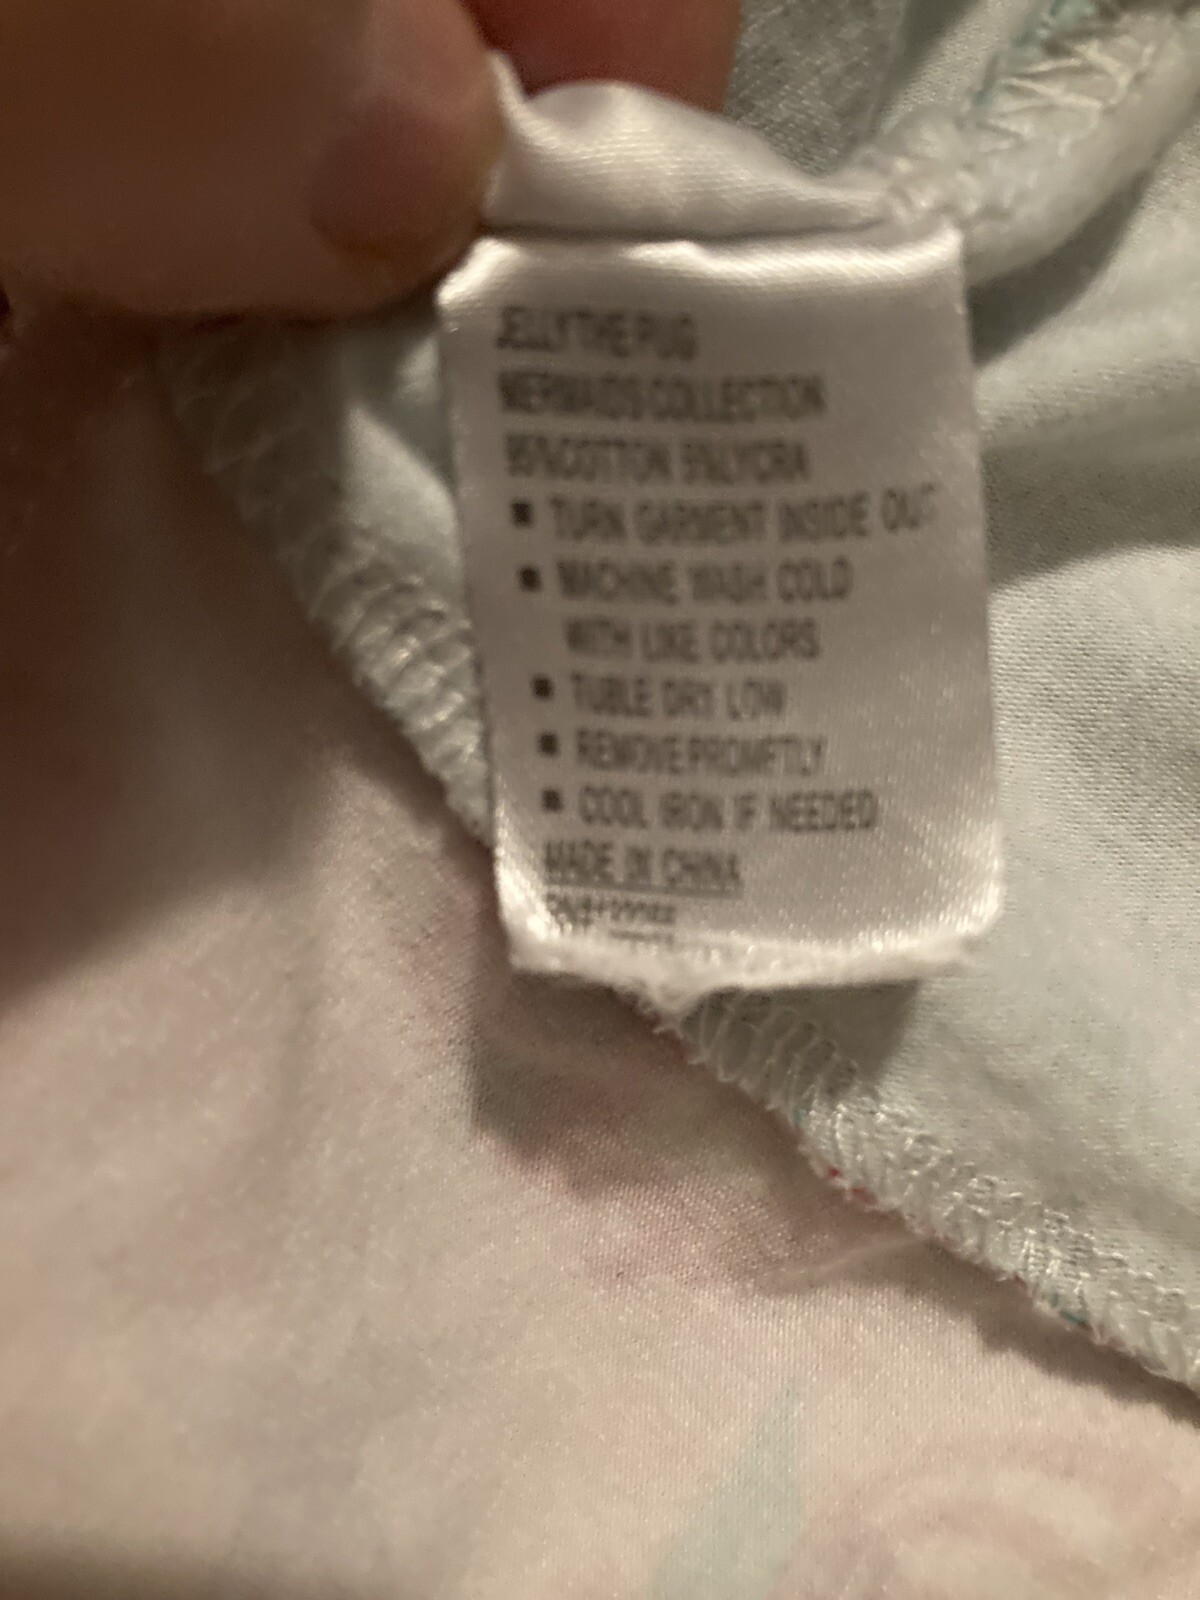 JELLY THE PUG
MERMAIDS COLLECTION
95%COTTON 5%LYCRA
▪ TURN GARMENT INSIDE OUT
▪ MACHINE WASH COLD
WITH LIKE COLORS
▪ TUBLE DRY LOW
▪ REMOVE PROMPTLY
▪ COOL IRON IF NEEDED
MADE IN CHINA